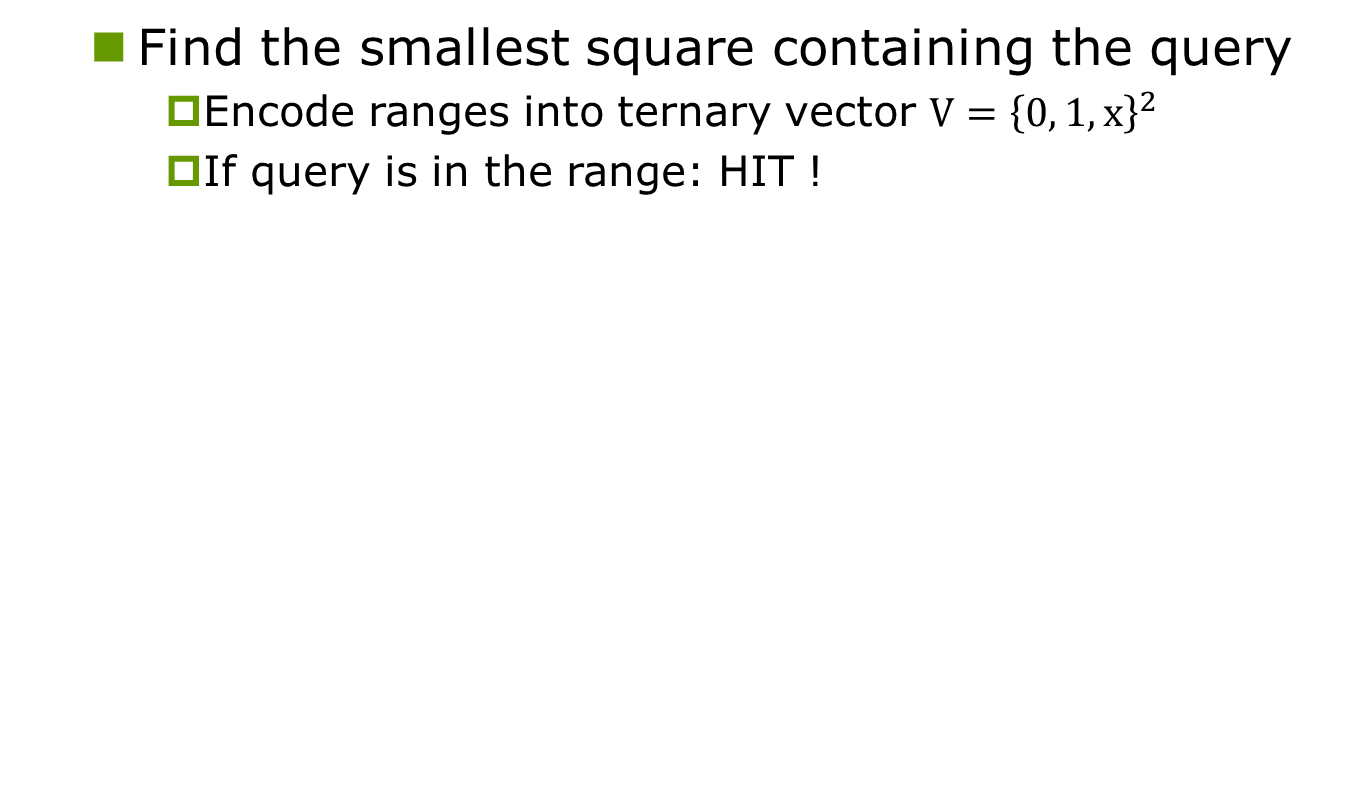 Find the smallest square containing the query
Encode ranges into ternary vector V = {0, 1, x}²
If query is in the range: HIT !